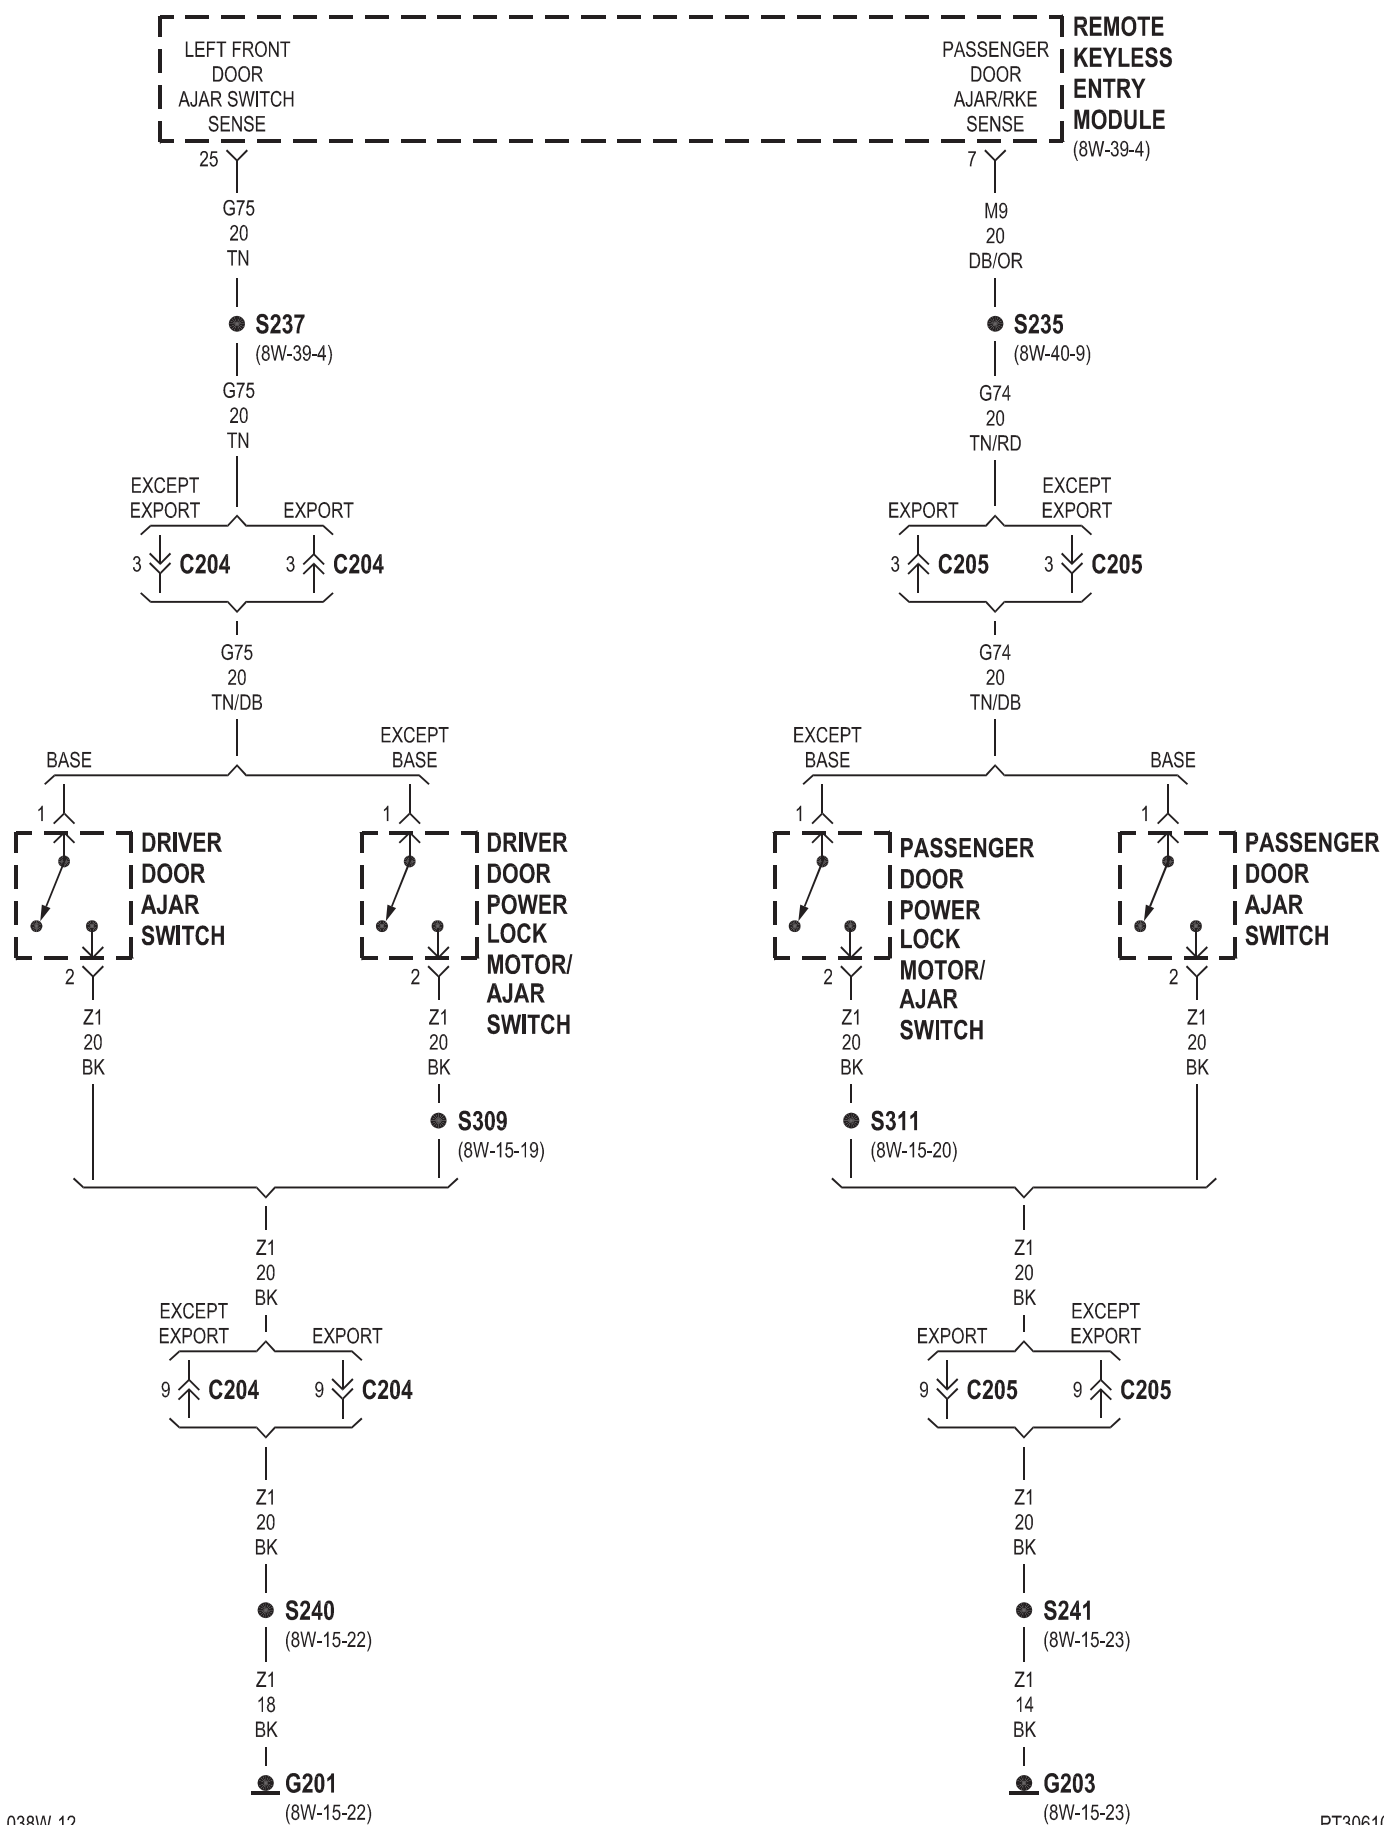 LEFT FRONT
DOOR
AJAR SWITCH
SENSE
PASSENGER
DOOR
AJAR/RKE
SENSE
REMOTE
KEYLESS
ENTRY
MODULE
(8W-39-4)
25
7
G75
20
TN
M9
20
DB/OR
S237
(8W-39-4)
S235
(8W-40-9)
G75
20
TN
G74
20
TN/RD
EXCEPT
EXPORT
EXPORT
EXPORT
EXCEPT
EXPORT
3 C204
3 C204
3 C205
3 C205
G75
20
TN/DB
G74
20
TN/DB
BASE
EXCEPT
BASE
EXCEPT
BASE
BASE
1
1
1
1
DRIVER
DOOR
AJAR
SWITCH
DRIVER
DOOR
POWER
LOCK
MOTOR/
AJAR
SWITCH
PASSENGER
DOOR
POWER
LOCK
MOTOR/
AJAR
SWITCH
PASSENGER
DOOR
AJAR
SWITCH
2
2
2
2
Z1
20
BK
Z1
20
BK
Z1
20
BK
Z1
20
BK
S309
(8W-15-19)
S311
(8W-15-20)
Z1
20
BK
Z1
20
BK
EXCEPT
EXPORT
EXPORT
EXPORT
EXCEPT
EXPORT
9 C204
9 C204
9 C205
9 C205
Z1
20
BK
Z1
20
BK
S240
(8W-15-22)
S241
(8W-15-23)
Z1
18
BK
Z1
14
BK
G201
(8W-15-22)
G203
(8W-15-23)
038W-12
PT30610